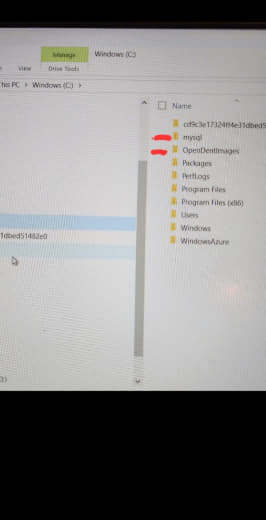 Manage
Windows (C:)
View
Drive Tools
This PC > Windows (C:) >
Name
mysql
OpenDentImages
Packages
PerfLogs
Program Files
Program Files (x86)
Users
Windows
WindowsAzure
1dbed51482e0